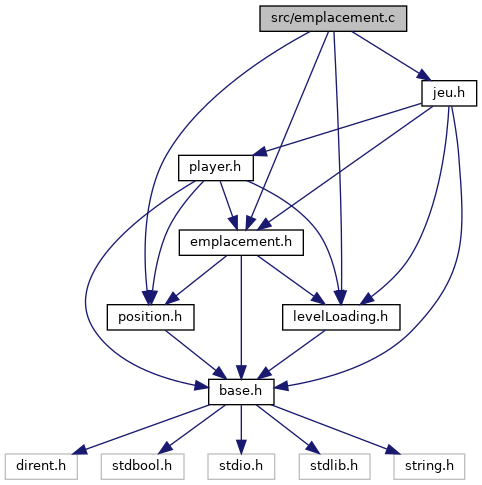 src/emplacement.c
jeu.h
player.h
emplacement.h
position.h
levelLoading.h
base.h
dirent.h
stdbool.h
stdio.h
stdlib.h
string.h